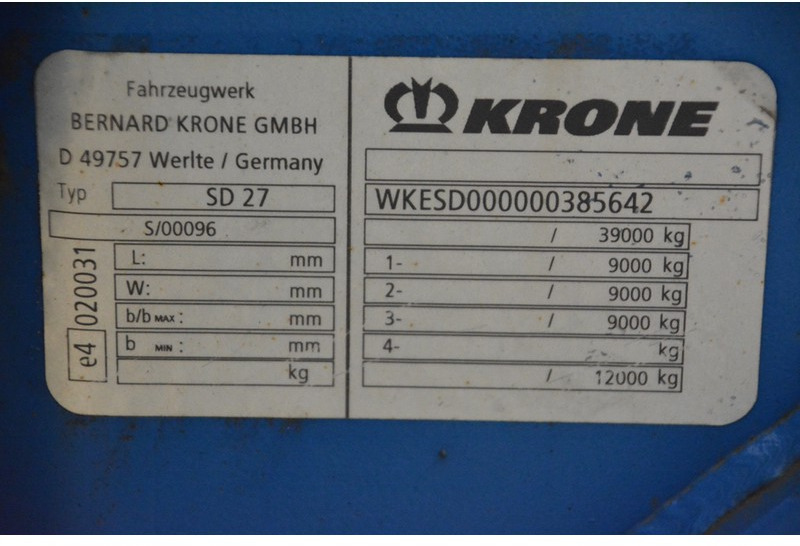 Fahrzeugwerk
BERNARD KRONE GMBH
D 49757 Werlte / Germany
Typ SD 27
S/00096
L: mm
W: mm
b/b MAX: mm
b MIN: mm
kg
e4 020031
KRONE
WKESD000000385642
/ 39000 kg
1- / 9000 kg
2- / 9000 kg
3- / 9000 kg
4- kg
/ 12000 kg